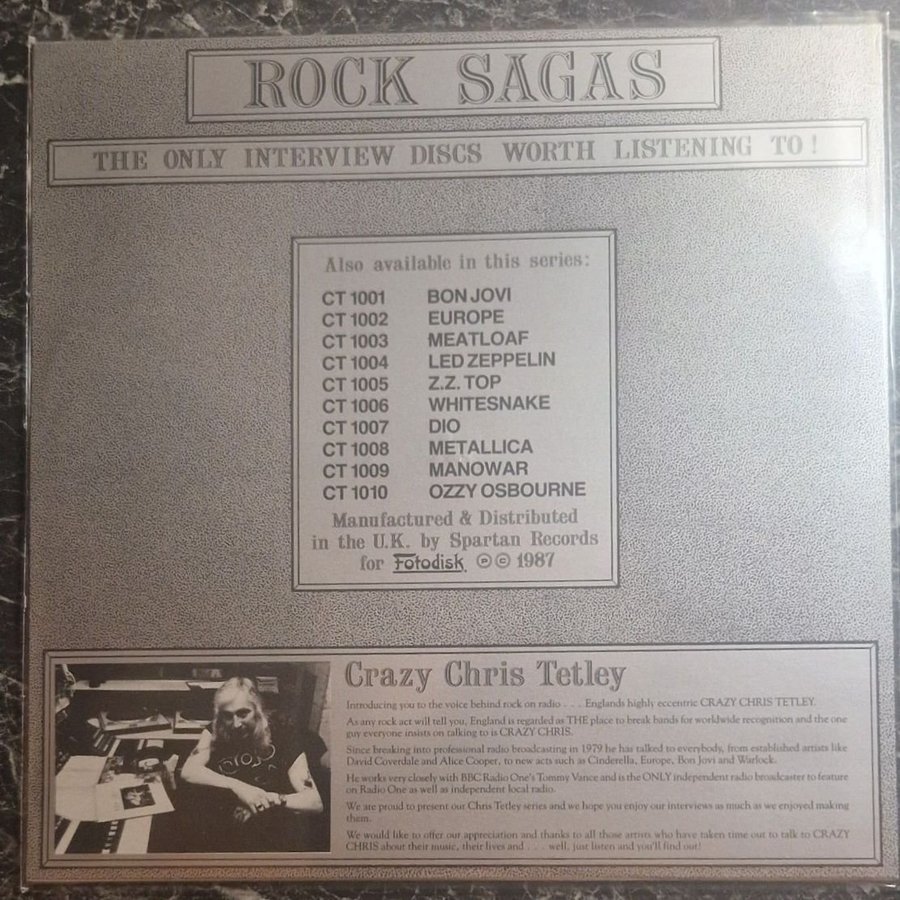 ROCK SAGAS
THE ONLY INTERVIEW DISCS WORTH LISTENING TO!
Also available in this series:
CT 1001 BON JOVI
CT 1002 EUROPE
CT 1003 MEATLOAF
CT 1004 LED ZEPPELIN
CT 1005 Z.Z. TOP
CT 1006 WHITESNAKE
CT 1007 DIO
CT 1008 METALLICA
CT 1009 MANOWAR
CT 1010 OZZY OSBOURNE
Manufactured & Distributed
in the U.K. by Spartan Records
for Fotodisk ℗ © 1987
Crazy Chris Tetley
Introducing you to the voice behind rock on radio . . . Englands highly eccentric CRAZY CHRIS TETLEY.
As any rock act will tell you, England is regarded as THE place to break bands for worldwide recognition and the one
guy everyone insists on talking to is CRAZY CHRIS.
Since breaking into professional radio broadcasting in 1979 he has talked to everybody, from established artists like
David Coverdale and Alice Cooper, to new acts such as Cinderella, Europe, Bon Jovi and Warlock.
He works very closely with BBC Radio One's Tommy Vance and is the ONLY independent radio broadcaster to feature
on Radio One as well as independent local radio.
We are proud to present our Chris Tetley series and we hope you enjoy our interviews as much as we enjoyed making
them.
We would like to offer our appreciation and thanks to all those artists who have taken time out to talk to CRAZY
CHRIS about their music, their lives and . . . well, just listen and you'll find out!